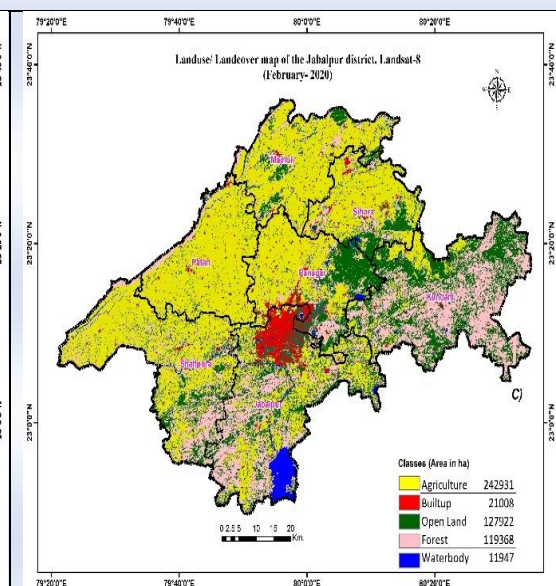 79°20'0"E 79°40'0"E 80°0'0"E 80°20'0"E
Landuse/ Landcover map of the Jabalpur district, Landsat-8
(February- 2020)
23°40'0"N
23°40'0"N
N
W E
S
Majholi
Sihora
23°20'0"N
23°20'0"N
Patan
Panagar
Kundam
Shahpura
Jabalpur
C)
23°0'0"N
23°0'0"N
Classes (Area in ha)
Agriculture 242931
Builtup 21008
Open Land 127922
Forest 119368
Waterbody 11947
0 2.5 5 10 15 20
Km.
79°20'0"E 79°40'0"E 80°0'0"E 80°20'0"E